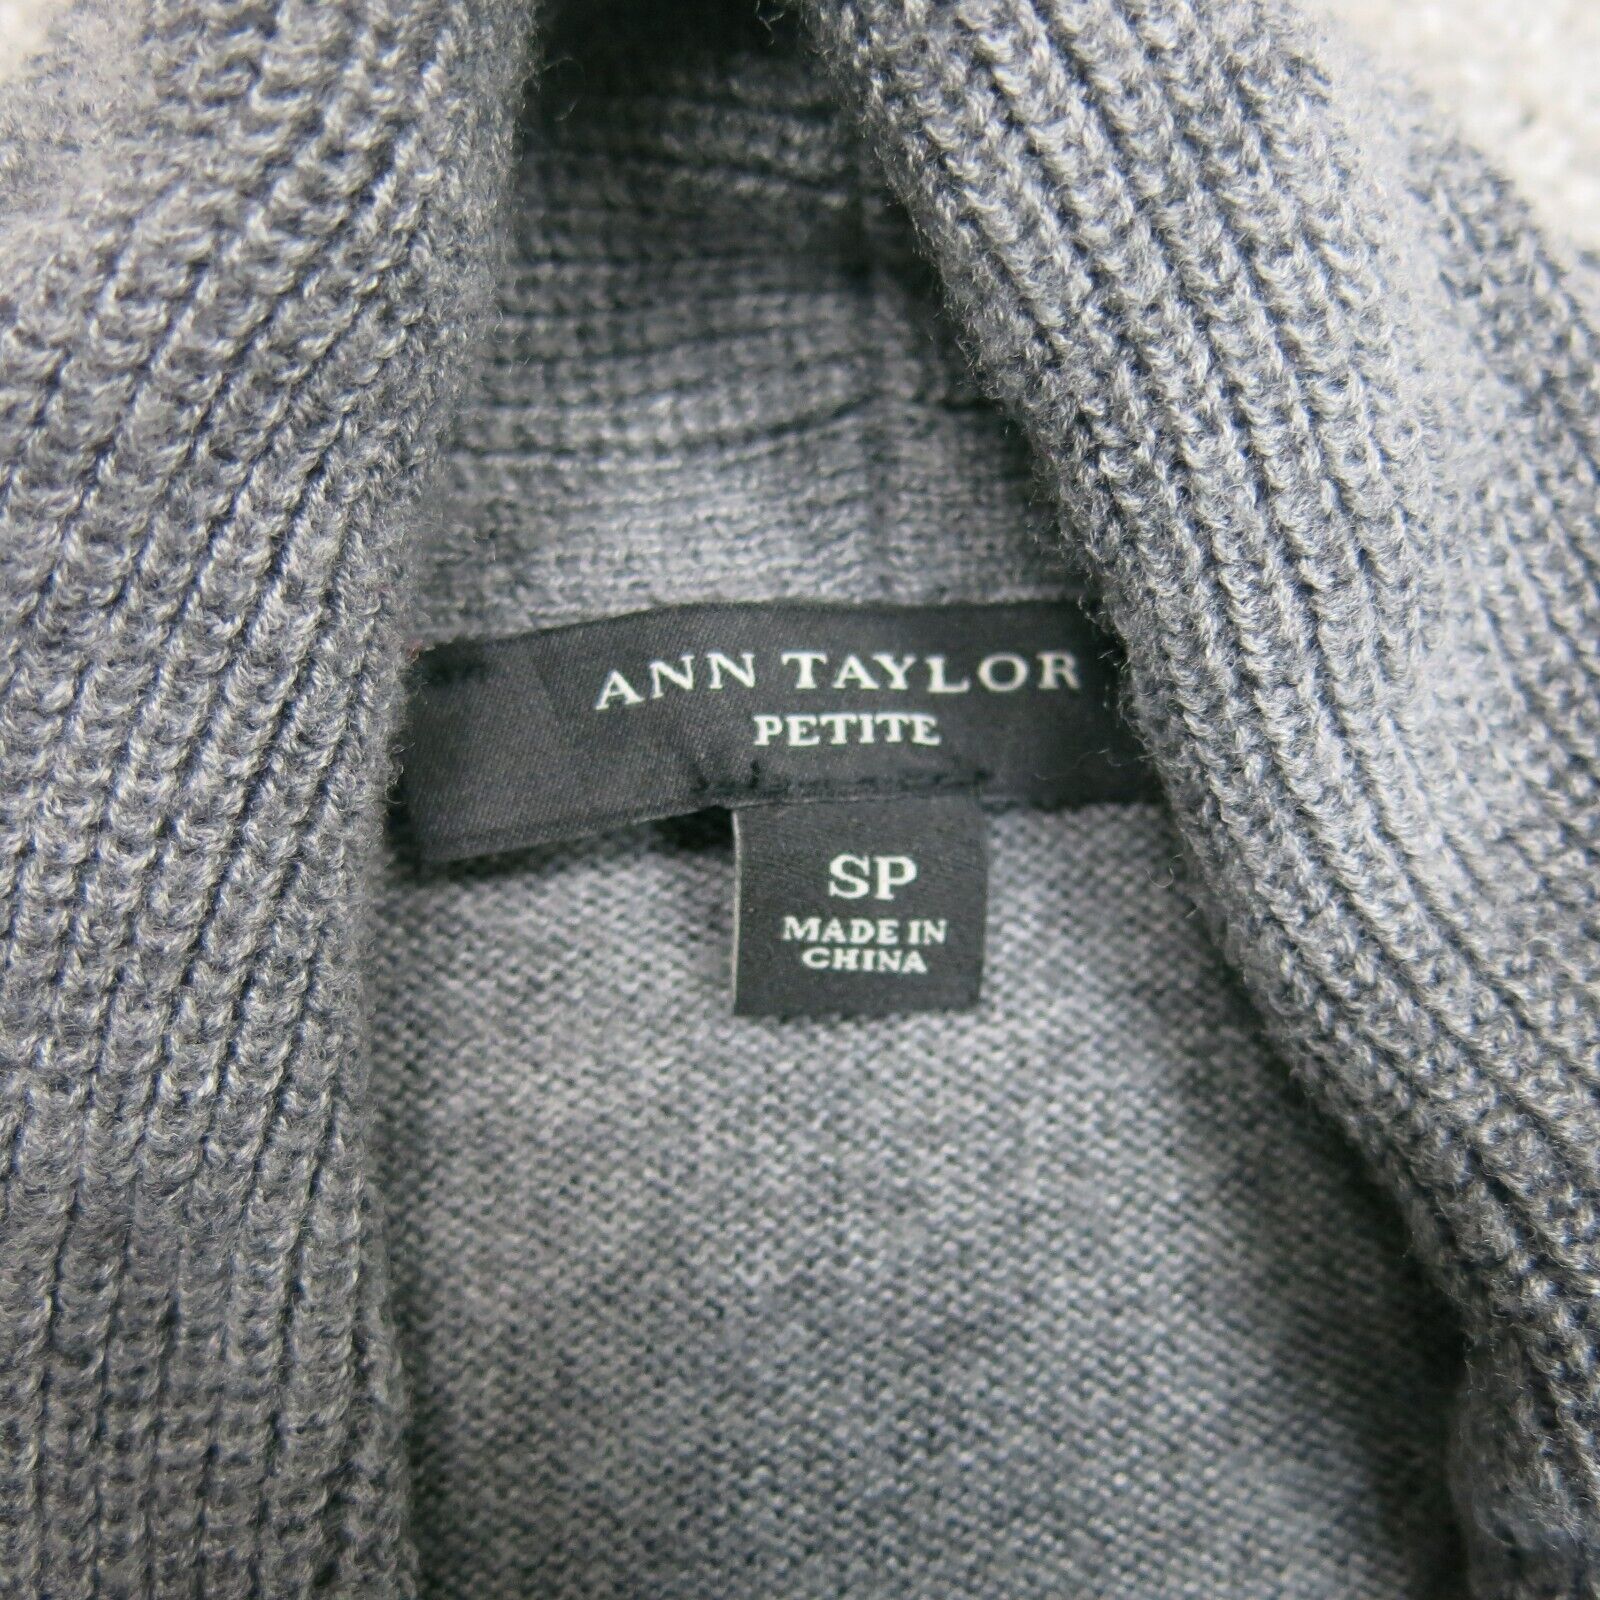 ANN TAYLOR
PETITE
SP
MADE IN
CHINA